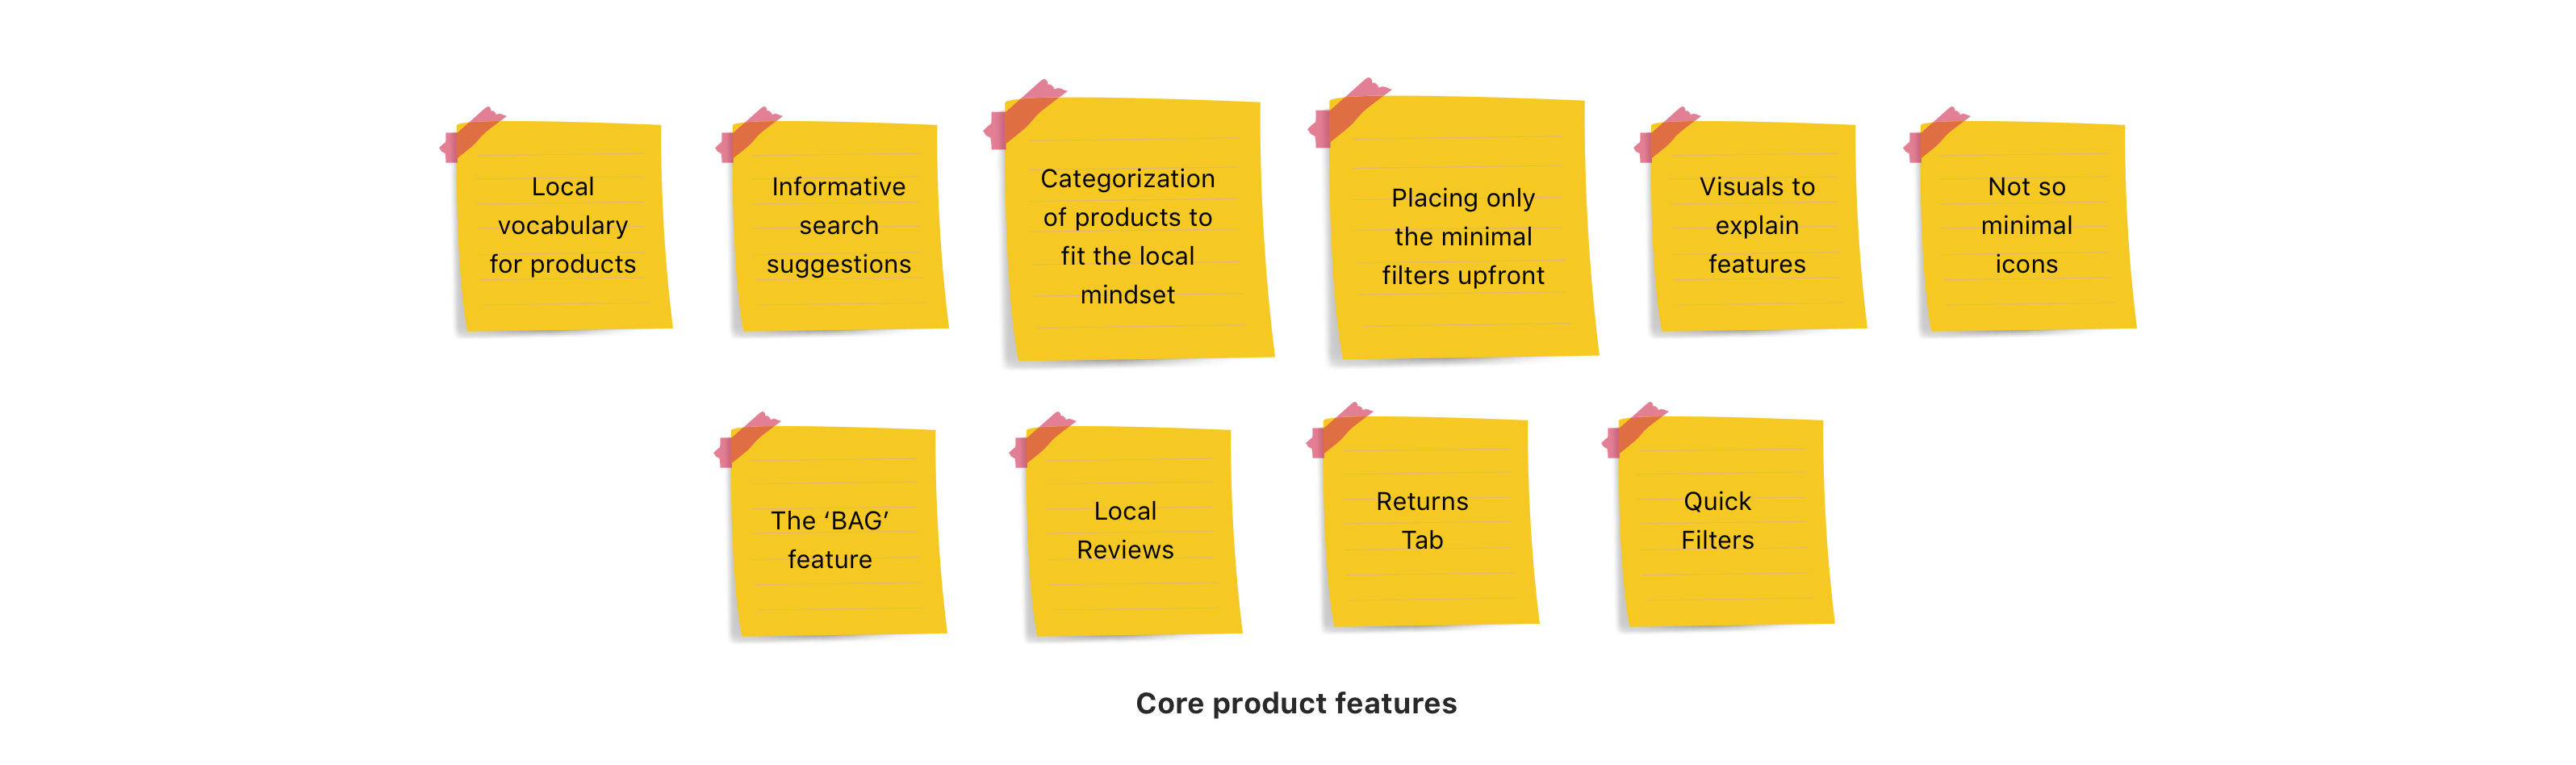 Local
vocabulary
for products
Informative
search
suggestions
Categorization
of products to
fit the local
mindset
Placing only
the minimal
filters upfront
Visuals to
explain
features
Not so
minimal
icons
The ‘BAG’
feature
Local
Reviews
Returns
Tab
Quick
Filters
Core product features